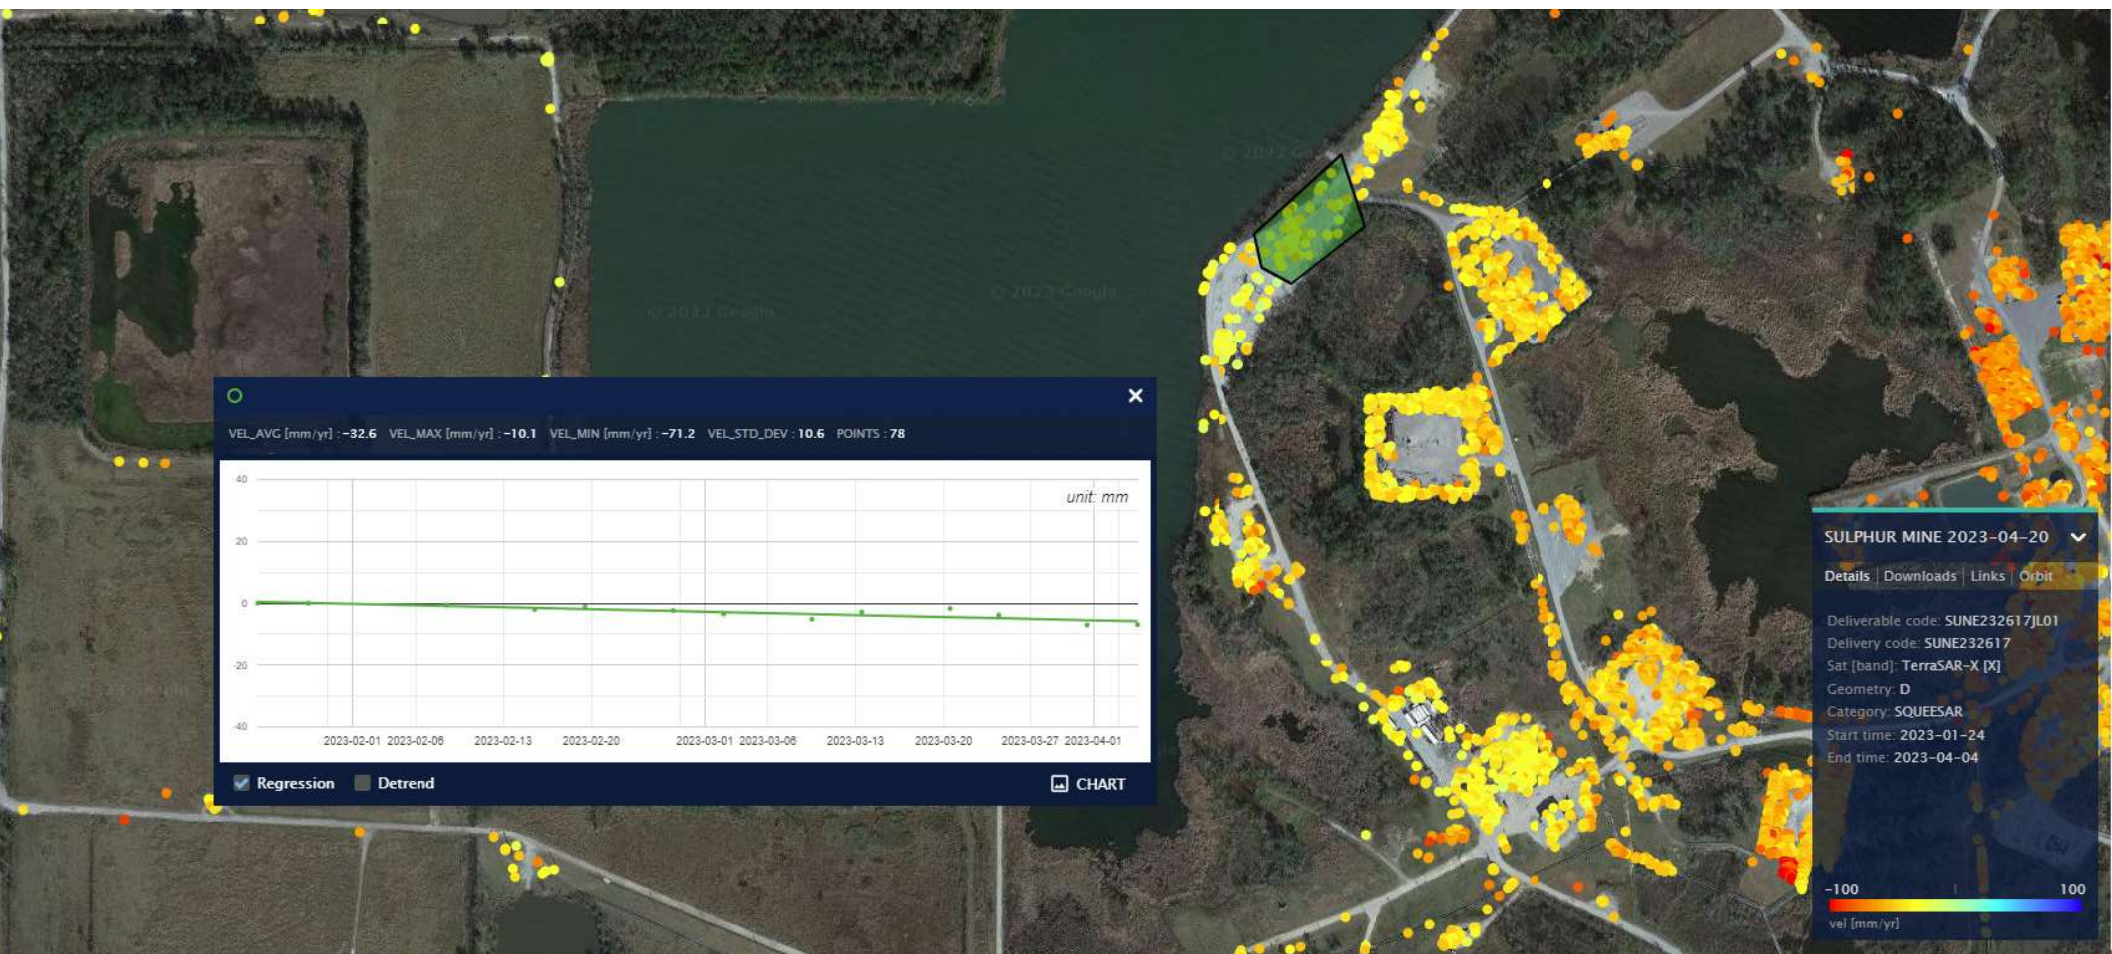 © 2023 Google
© 2023 Google
VEL_AVG [mm/yr] : -32.6 VEL_MAX [mm/yr] : -10.1 VEL_MIN [mm/yr] : -71.2 VEL_STD_DEV : 10.6 POINTS : 78
unit: mm
40
20
0
-20
-40
2023-02-01 2023-02-06 2023-02-13 2023-02-20 2023-03-01 2023-03-06 2023-03-13 2023-03-20 2023-03-27 2023-04-01
Regression Detrend CHART
SULPHUR MINE 2023-04-20
Details | Downloads | Links | Orbit
Deliverable code: SUNE232617JL01
Delivery code: SUNE232617
Sat [band]: TerraSAR-X [X]
Geometry: D
Category: SQUEESAR
Start time: 2023-01-24
End time: 2023-04-04
-100 100
vel [mm/yr]